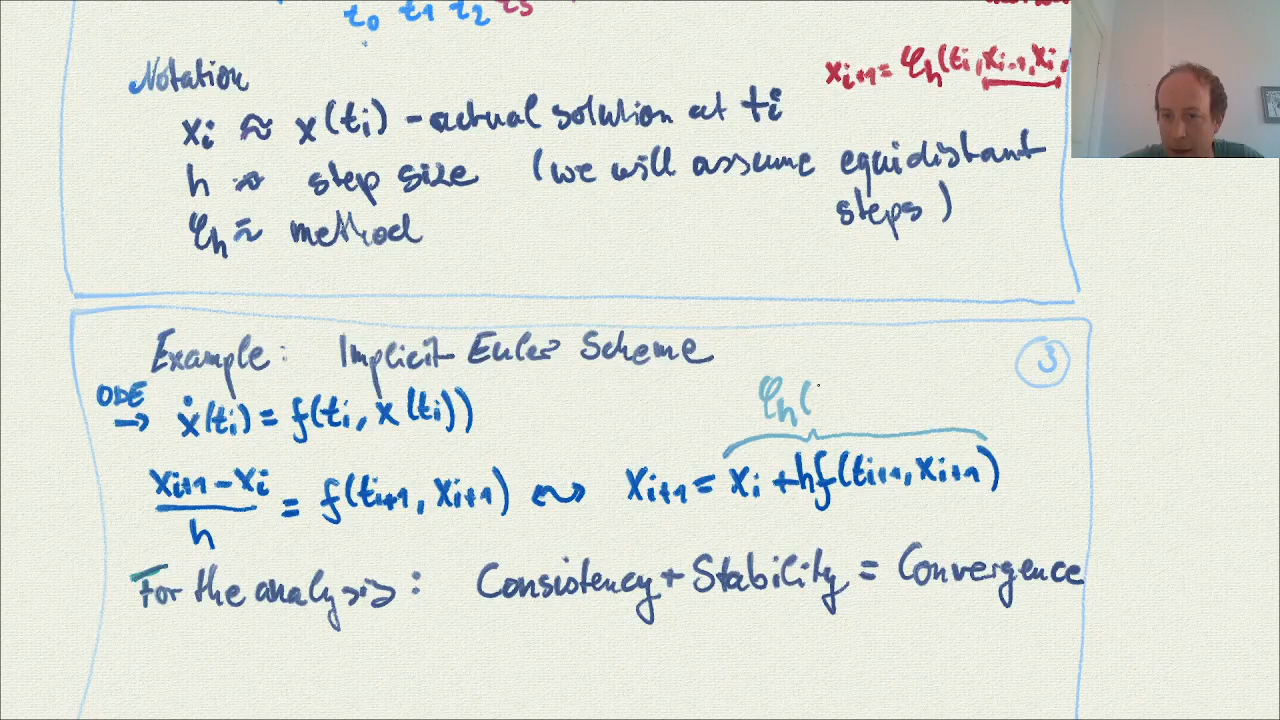 t₀ t₁ t₂ t₃
Notation
xᵢ₊₁ = φₕ(tᵢ, xᵢ₋₁, xᵢ,
xᵢ ≈ x(tᵢ) - actual solution at tᵢ
h ≈ step size (we will assume equidistant
steps)
φₕ ≈ method
Example: Implicit Euler Scheme
3
ODE
→ ẋ(tᵢ) = f(tᵢ, x(tᵢ))
φₕ(
(xᵢ₊₁ - xᵢ)/h = f(tᵢ₊₁, xᵢ₊₁) ⇝ xᵢ₊₁ = xᵢ + hf(tᵢ₊₁, xᵢ₊₁)
For the analysis: Consistency + Stability = Convergence